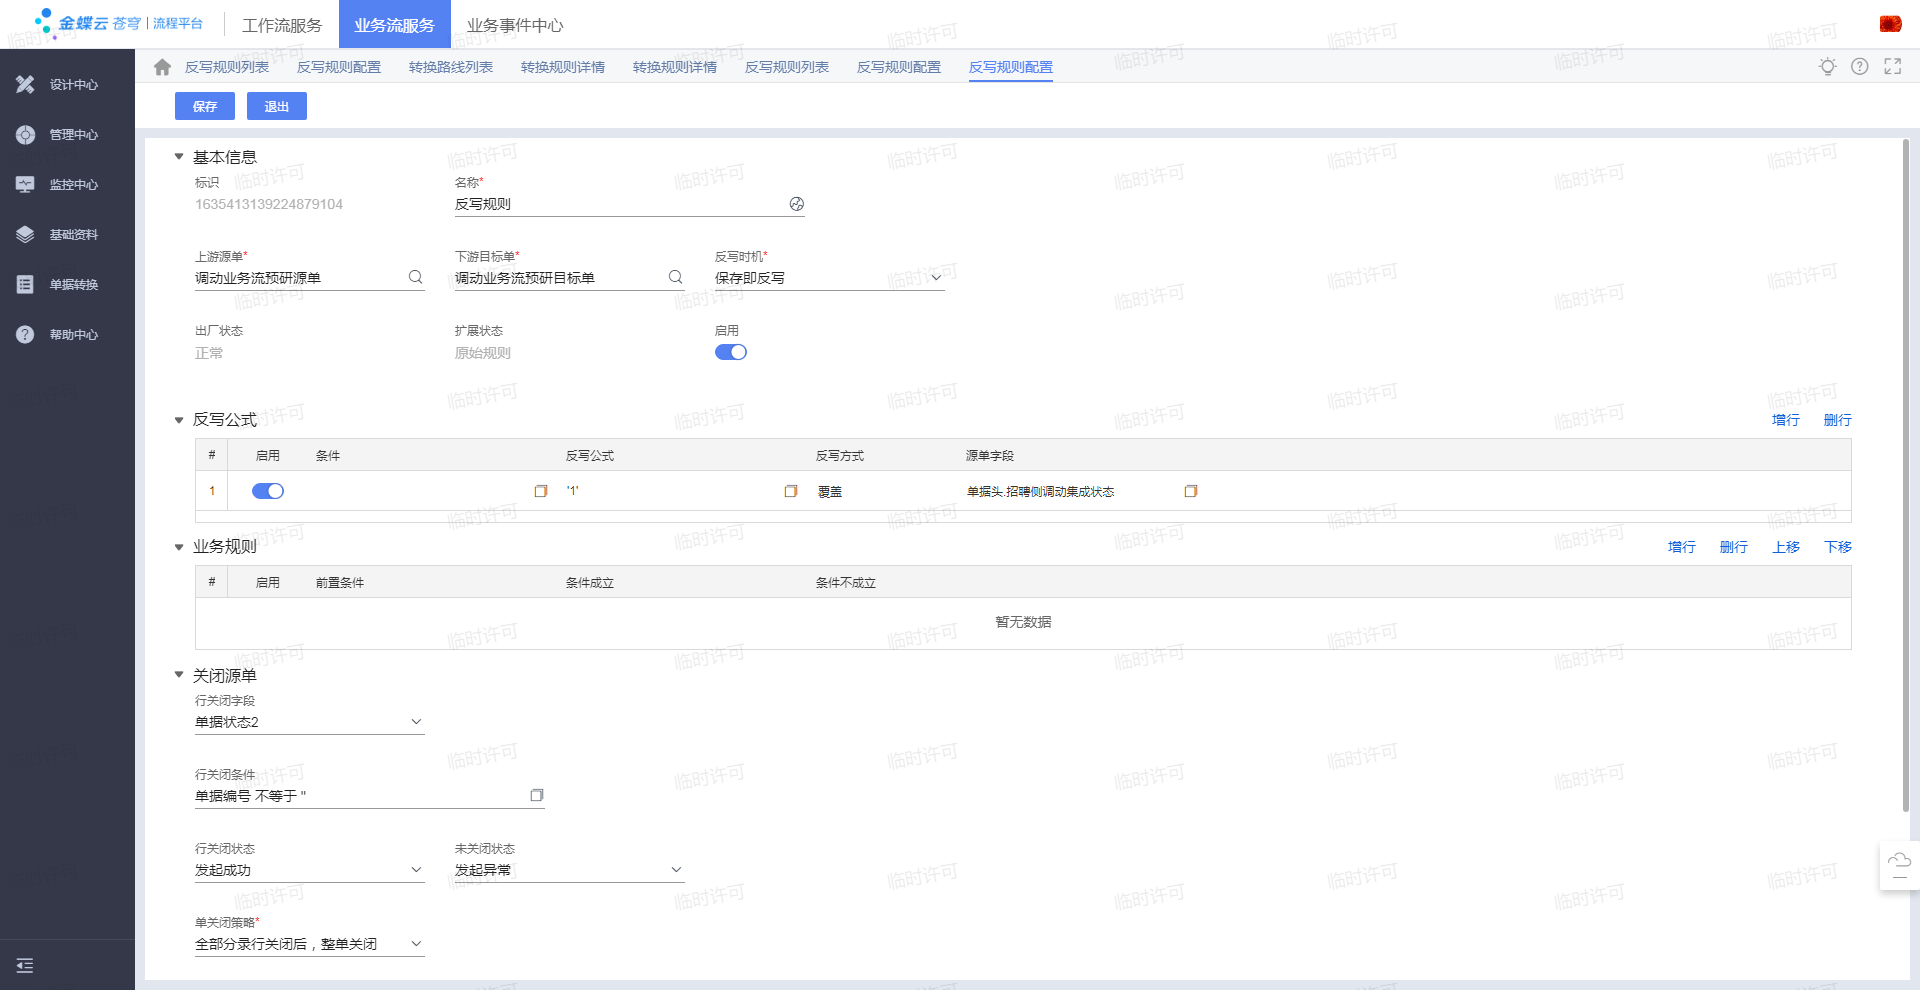 金蝶云 苍穹 | 流程平台 工作流服务 业务流服务 业务事件中心
反写规则列表 反写规则配置 转换路线列表 转换规则详情 转换规则详情 反写规则列表 反写规则配置 反写规则配置
设计中心
管理中心
监控中心
基础资料
单据转换
帮助中心
保存 退出
基本信息
标识 名称*
1635413139224879104 反写规则
上游源单* 下游目标单* 反写时机*
调动业务流预研源单 调动业务流预研目标单 保存即反写
出厂状态 扩展状态 启用
正常 原始规则
反写公式 增行 删行
# 启用 条件 反写公式 反写方式 源单字段
1 '1' 覆盖 单据头.招聘侧调动集成状态
业务规则 增行 删行 上移 下移
# 启用 前置条件 条件成立 条件不成立
暂无数据
关闭源单
行关闭字段
单据状态2
行关闭条件
单据编号 不等于 ''
行关闭状态 未关闭状态
发起成功 发起异常
单关闭策略*
全部分录行关闭后，整单关闭
临时许可